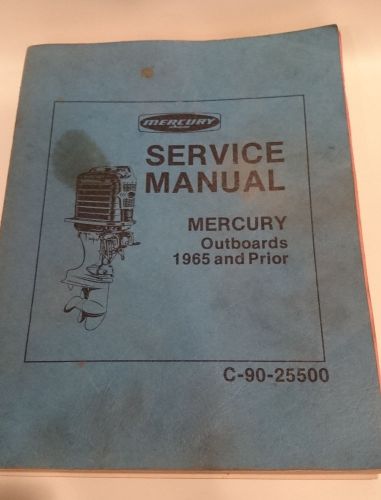 MERCURY
SERVICE
MANUAL
MERCURY
Outboards
1965 and Prior
C-90-25500